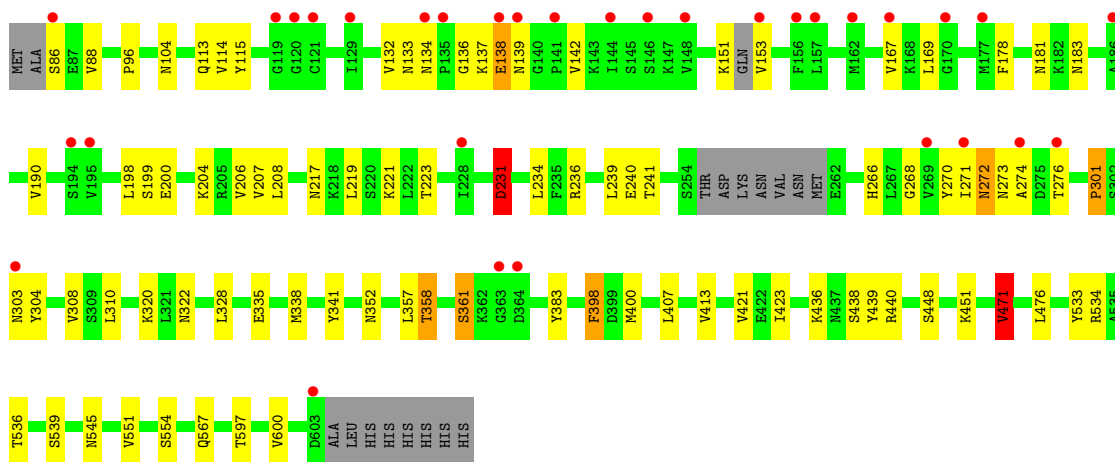 MET ALA S86 E87 V88 P96 N104 Q113 V114 Y115 G119 G120 C121 I129 V132 N133 N134 P135 G136 K137 E138 N139 G140 P141 V142 K143 I144 S145 S146 K147 V148 K151 GLN V153 F156 L157 M162 V167 K168 L169 G170 M177 F178 N181 K182 N183 A186
V190 S194 V195 L198 S199 E200 K204 R205 V206 V207 L208 N217 K218 L219 S220 K221 L222 T223 I228 D231 L234 F235 R236 L239 E240 T241 S254 THR ASP LYS ASN VAL ASN MET E262 H266 L267 G268 V269 Y270 I271 N272 N273 A274 D275 T276 P301 S302
N303 Y304 V308 S309 L310 K320 L321 N322 L328 E335 M338 Y341 N352 L357 T358 S361 K362 G363 D364 Y383 F398 D399 M400 L407 V413 V421 E422 I423 K436 N437 S438 Y439 R440 S448 K451 V471 L476 Y533 R534 A535
T536 S539 N545 V551 S554 Q567 T597 V600 D603 ALA LEU HIS HIS HIS HIS HIS HIS